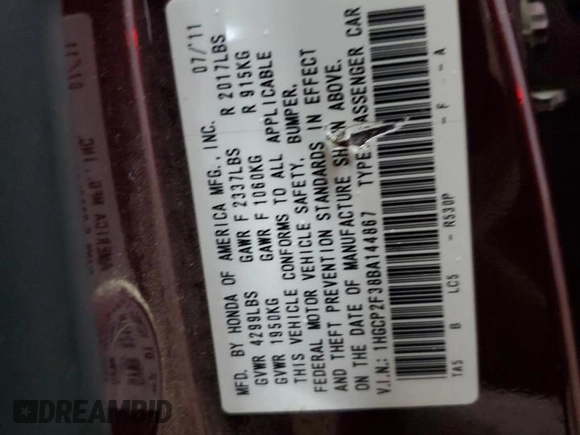 MFD. BY HONDA OF AMERICA MFG., INC. 07/11
GVWR 4299LBS GAWR F 2337LBS R 2017LBS
GVWR 1950KG GAWR F 1060KG R 915KG
THIS VEHICLE CONFORMS TO ALL APPLICABLE
FEDERAL MOTOR VEHICLE SAFETY, BUMPER,
AND THEFT PREVENTION STANDARDS IN EFFECT
ON THE DATE OF MANUFACTURE SH N ABOVE.
V.I.N.: 1HGCP2F38BA144867 TYPE: PASSENGER CAR
TA5 B LC5 - R530P - F - A
DREAMBID